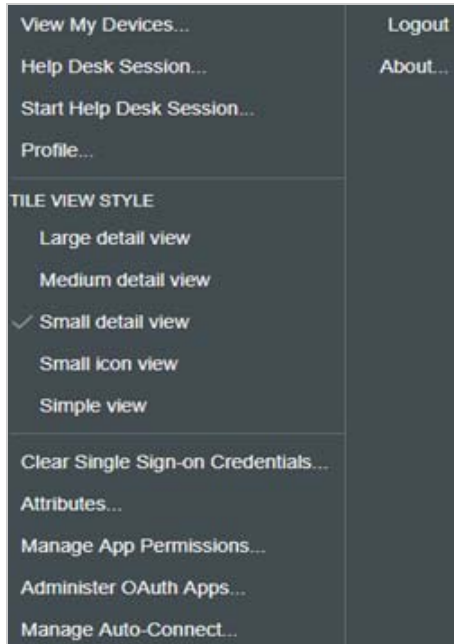 View My Devices...
Help Desk Session...
Start Help Desk Session...
Profile...
TILE VIEW STYLE
Large detail view
Medium detail view
Small detail view
Small icon view
Simple view
Clear Single Sign-on Credentials...
Attributes...
Manage App Permissions...
Administer OAuth Apps...
Manage Auto-Connect...
Logout
About...